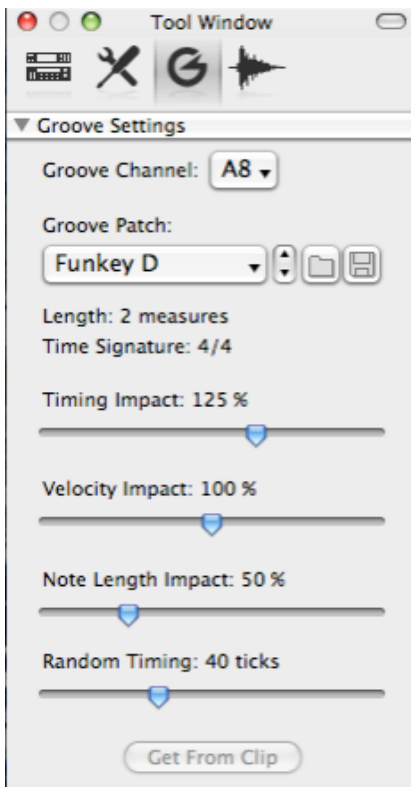 Tool Window
Groove Settings
Groove Channel: A8
Groove Patch:
Funkey D
Length: 2 measures
Time Signature: 4/4
Timing Impact: 125 %
Velocity Impact: 100 %
Note Length Impact: 50 %
Random Timing: 40 ticks
Get From Clip